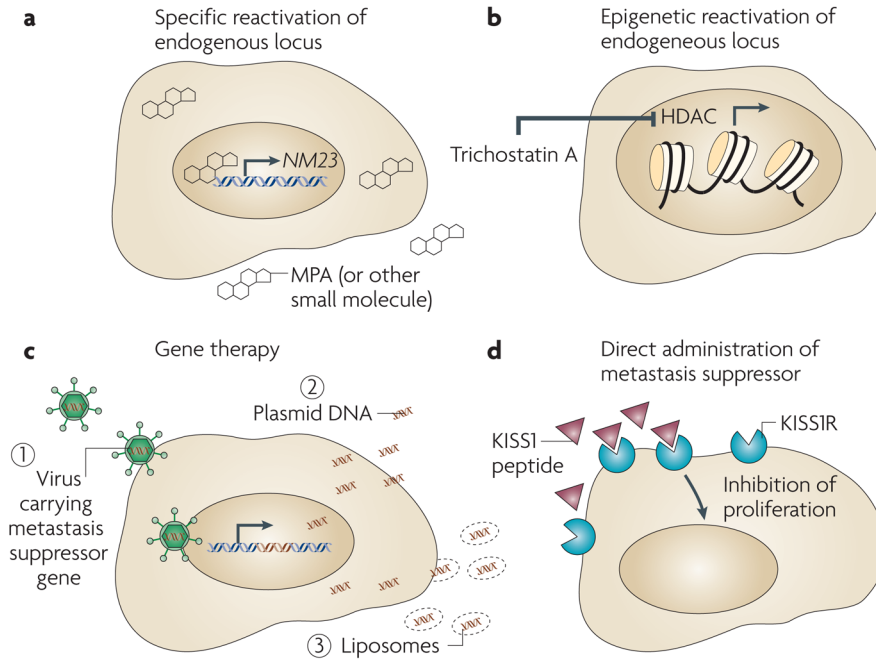 a
Specific reactivation of
endogenous locus
NM23
MPA (or other
small molecule)
b
Epigenetic reactivation of
endogeneous locus
HDAC
Trichostatin A
c
Gene therapy
2
Plasmid DNA
1
Virus
carrying
metastasis
suppressor
gene
3 Liposomes
d
Direct administration of
metastasis suppressor
KISS1
peptide
KISS1R
Inhibition of
proliferation